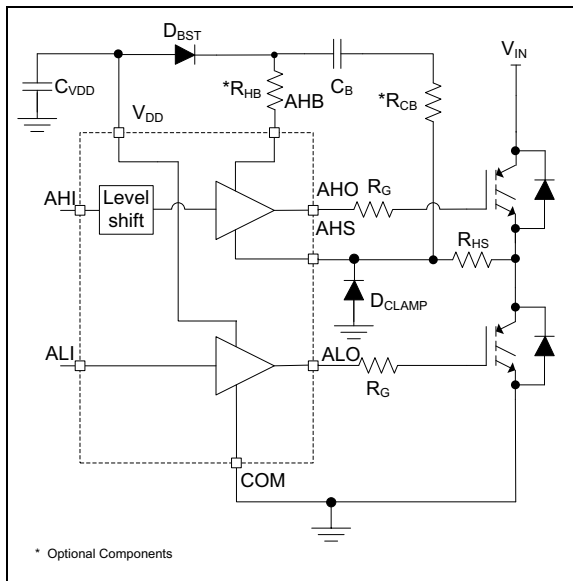 D_BST
V_IN
C_VDD
*R_HB
C_B
*R_CB
AHB
V_DD
AHI
Level
shift
AHO
R_G
AHS
R_HS
D_CLAMP
ALI
ALO
R_G
COM
* Optional Components